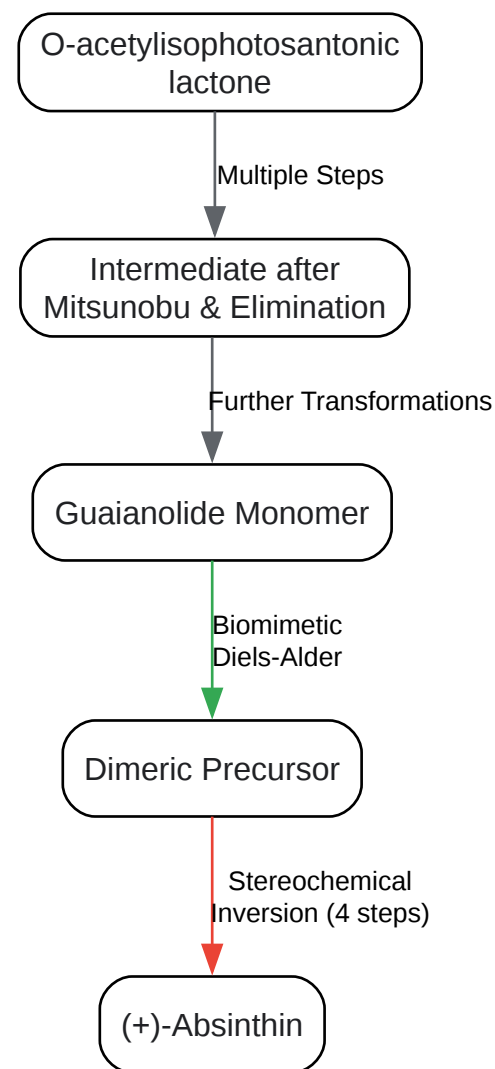 O-acetylisophotosantonic
lactone
Multiple Steps
Intermediate after
Mitsunobu & Elimination
Further Transformations
Guaianolide Monomer
Biomimetic
Diels-Alder
Dimeric Precursor
Stereochemical
Inversion (4 steps)
(+)-Absinthin